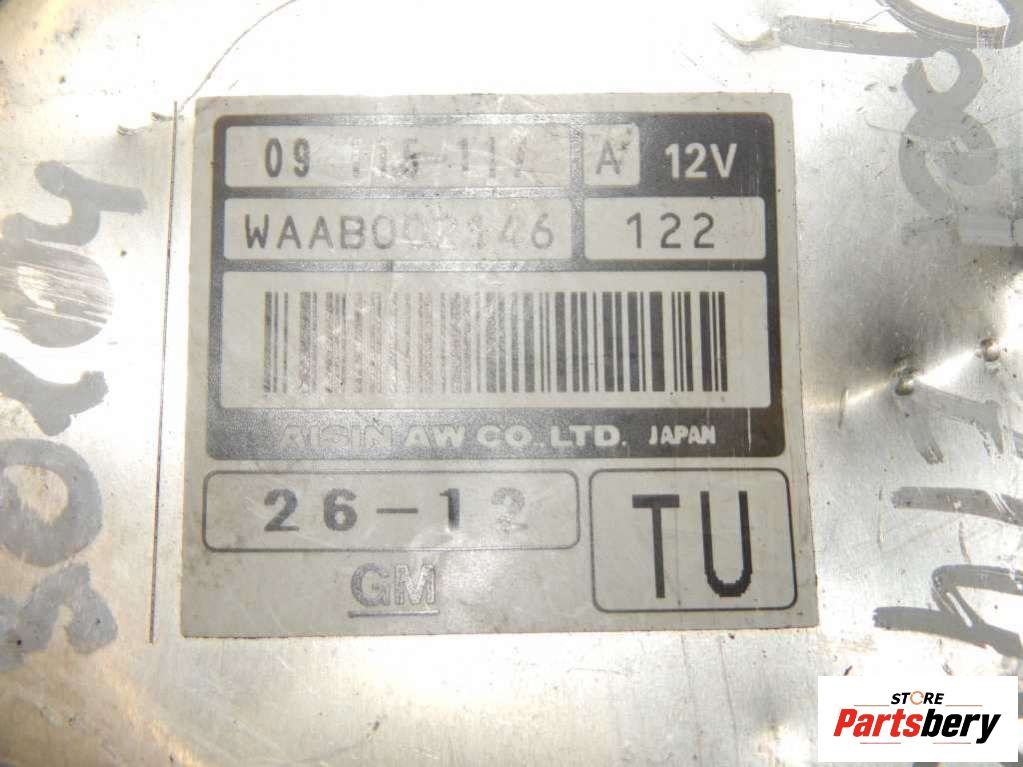 09 115-117 A 12V
WAAB002146 122
AISIN AW CO.,LTD. JAPAN
26-12
TU
GM
STORE
Partsbery